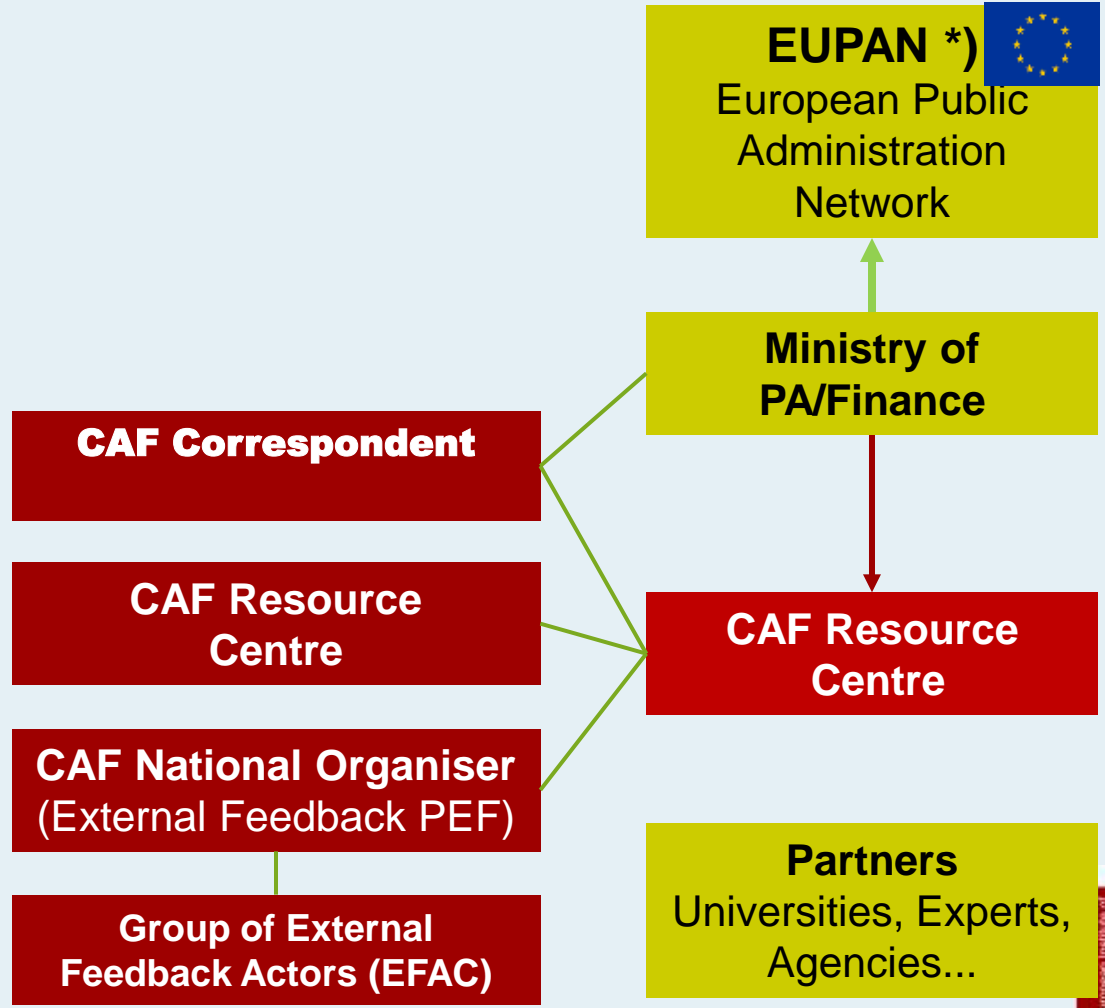 EUPAN *)
European Public
Administration
Network
Ministry of
PA/Finance
CAF Correspondent
CAF Resource
Centre
CAF Resource
Centre
CAF National Organiser
(External Feedback PEF)
Partners
Universities, Experts,
Agencies...
Group of External
Feedback Actors (EFAC)